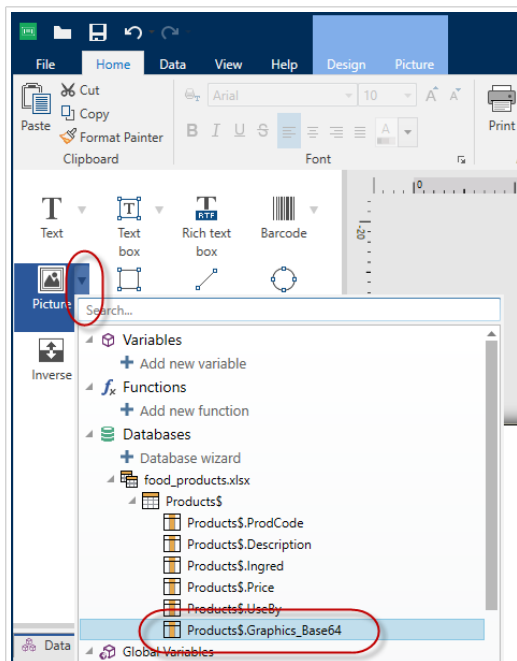 File Home Data View Help Design Picture
Paste
Cut
Copy
Format Painter
Clipboard
Arial 10 A A
B I U S A
Font
Print
T Text
T Text box
T RTF Rich text box
Barcode
0
-20
Picture
Inverse
Search...
Variables
Add new variable
fx Functions
Add new function
Databases
Database wizard
food_products.xlsx
Products$
Products$.ProdCode
Products$.Description
Products$.Ingred
Products$.Price
Products$.UseBy
Products$.Graphics_Base64
Data
Global Variables